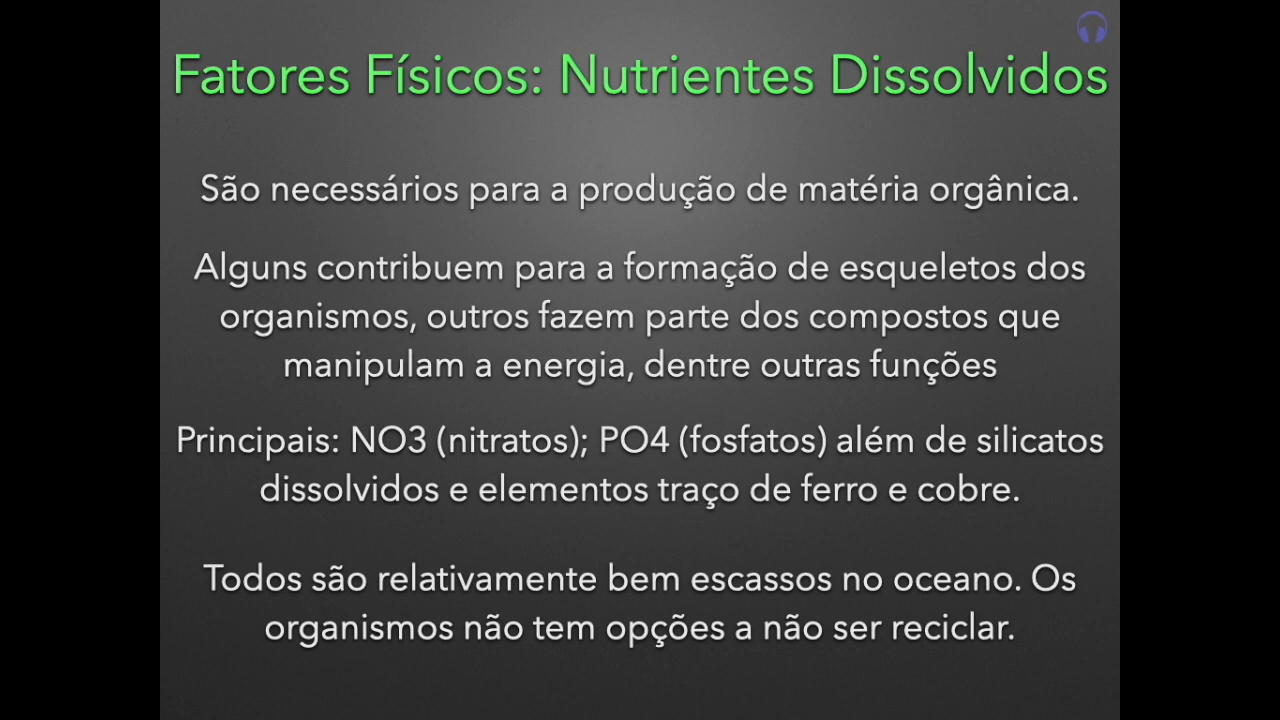 Fatores Físicos: Nutrientes Dissolvidos
São necessários para a produção de matéria orgânica.
Alguns contribuem para a formação de esqueletos dos
organismos, outros fazem parte dos compostos que
manipulam a energia, dentre outras funções
Principais: NO3 (nitratos); PO4 (fosfatos) além de silicatos
dissolvidos e elementos traço de ferro e cobre.
Todos são relativamente bem escassos no oceano. Os
organismos não tem opções a não ser reciclar.